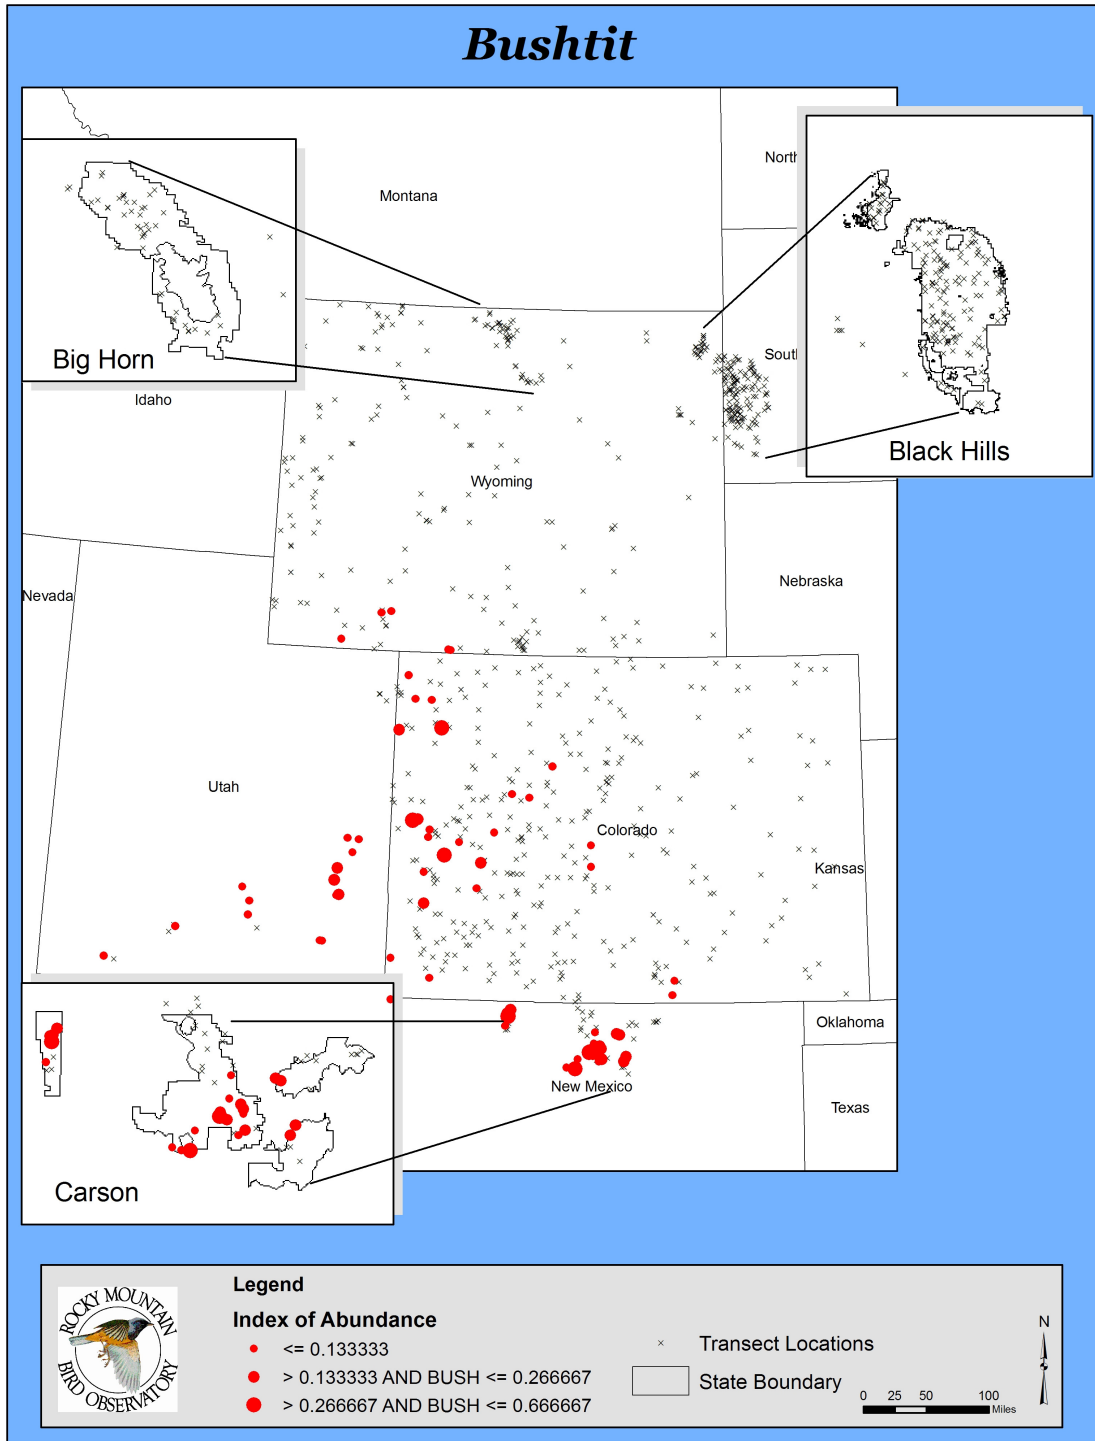 Bushtit
Montana
North
Big Horn
Idaho
South
Black Hills
Wyoming
Nevada
Nebraska
Utah
Colorado
Kansas
Oklahoma
New Mexico
Texas
Carson
Legend
Index of Abundance
<= 0.133333
> 0.133333 AND BUSH <= 0.266667
> 0.266667 AND BUSH <= 0.666667
Transect Locations
State Boundary
N
0 25 50 100
Miles
ROCKY MOUNTAIN
BIRD OBSERVATORY